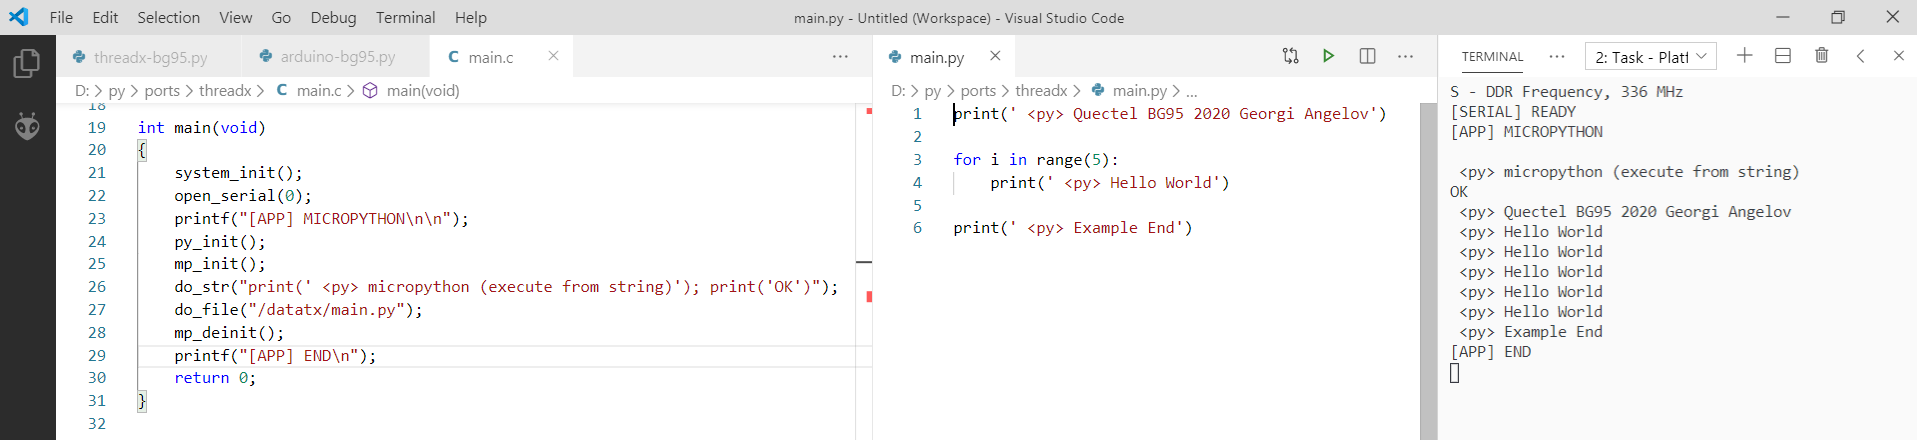 File Edit Selection View Go Debug Terminal Help
main.py - Untitled (Workspace) - Visual Studio Code
threadx-bg95.py
arduino-bg95.py
C main.c
D: > py > ports > threadx > C main.c > main(void)
18
19 int main(void)
20 {
21 system_init();
22 open_serial(0);
23 printf("[APP] MICROPYTHON\n\n");
24 py_init();
25 mp_init();
26 do_str("print(' <py> micropython (execute from string)'); print('OK')");
27 do_file("/datatx/main.py");
28 mp_deinit();
29 printf("[APP] END\n");
30 return 0;
31 }
32
main.py
D: > py > ports > threadx > main.py > ...
1 print(' <py> Quectel BG95 2020 Georgi Angelov')
2
3 for i in range(5):
4 print(' <py> Hello World')
5
6 print(' <py> Example End')
TERMINAL ... 2: Task - Platf
S - DDR Frequency, 336 MHz
[SERIAL] READY
[APP] MICROPYTHON
<py> micropython (execute from string)
OK
<py> Quectel BG95 2020 Georgi Angelov
<py> Hello World
<py> Hello World
<py> Hello World
<py> Hello World
<py> Hello World
<py> Example End
[APP] END